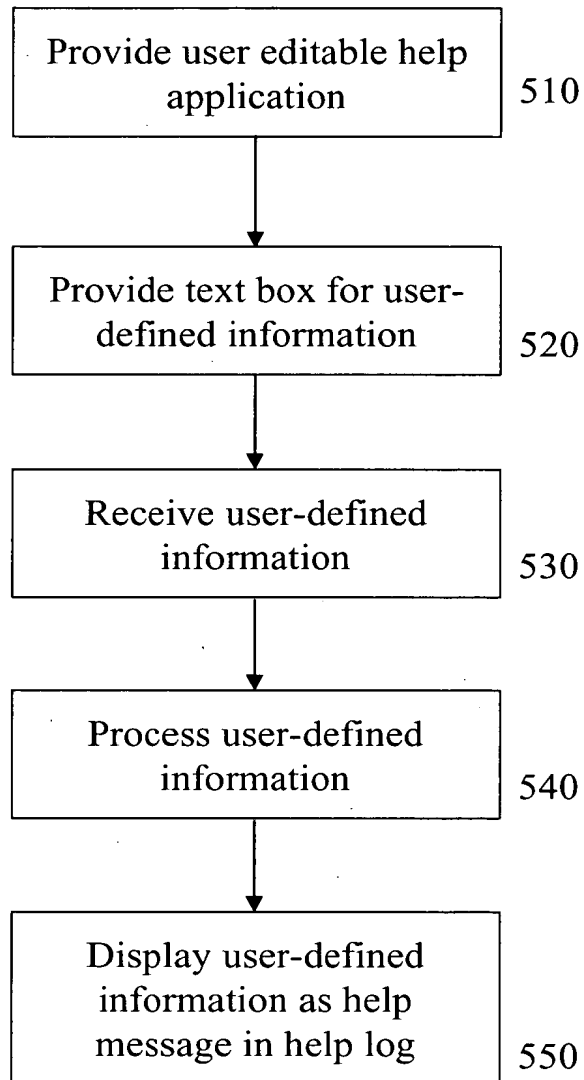 Provide user editable help
application
510
Provide text box for user-
defined information
520
Receive user-defined
information
530
Process user-defined
information
540
Display user-defined
information as help
message in help log
550